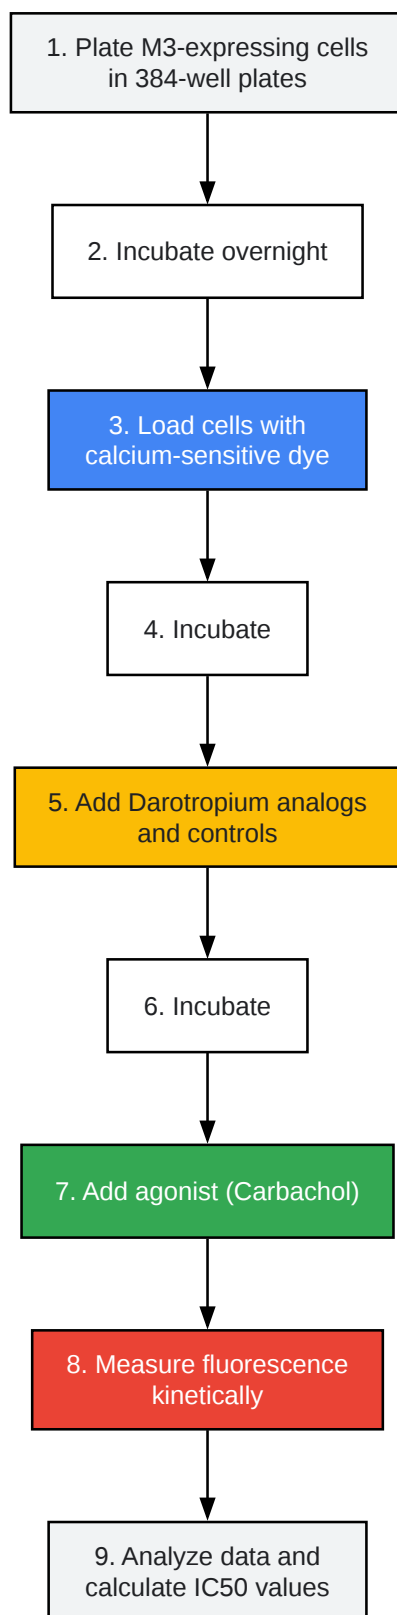 1. Plate M3-expressing cells
in 384-well plates
2. Incubate overnight
3. Load cells with
calcium-sensitive dye
4. Incubate
5. Add Darotropium analogs
and controls
6. Incubate
7. Add agonist (Carbachol)
8. Measure fluorescence
kinetically
9. Analyze data and
calculate IC50 values